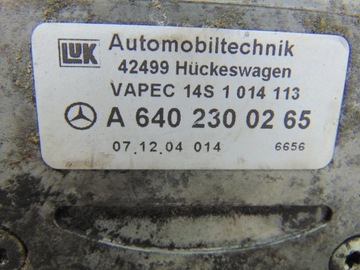 LUK Automobiltechnik
42499 Hückeswagen
VAPEC 14S 1 014 113
A 640 230 02 65
07.12.04 014 6656